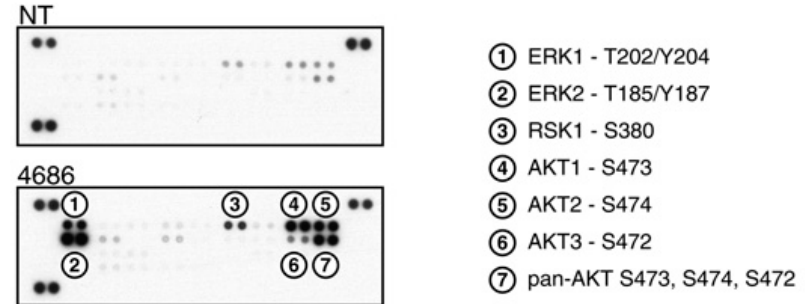 NT
4686
1 3 4 5
2 6 7
1 ERK1 - T202/Y204
2 ERK2 - T185/Y187
3 RSK1 - S380
4 AKT1 - S473
5 AKT2 - S474
6 AKT3 - S472
7 pan-AKT S473, S474, S472